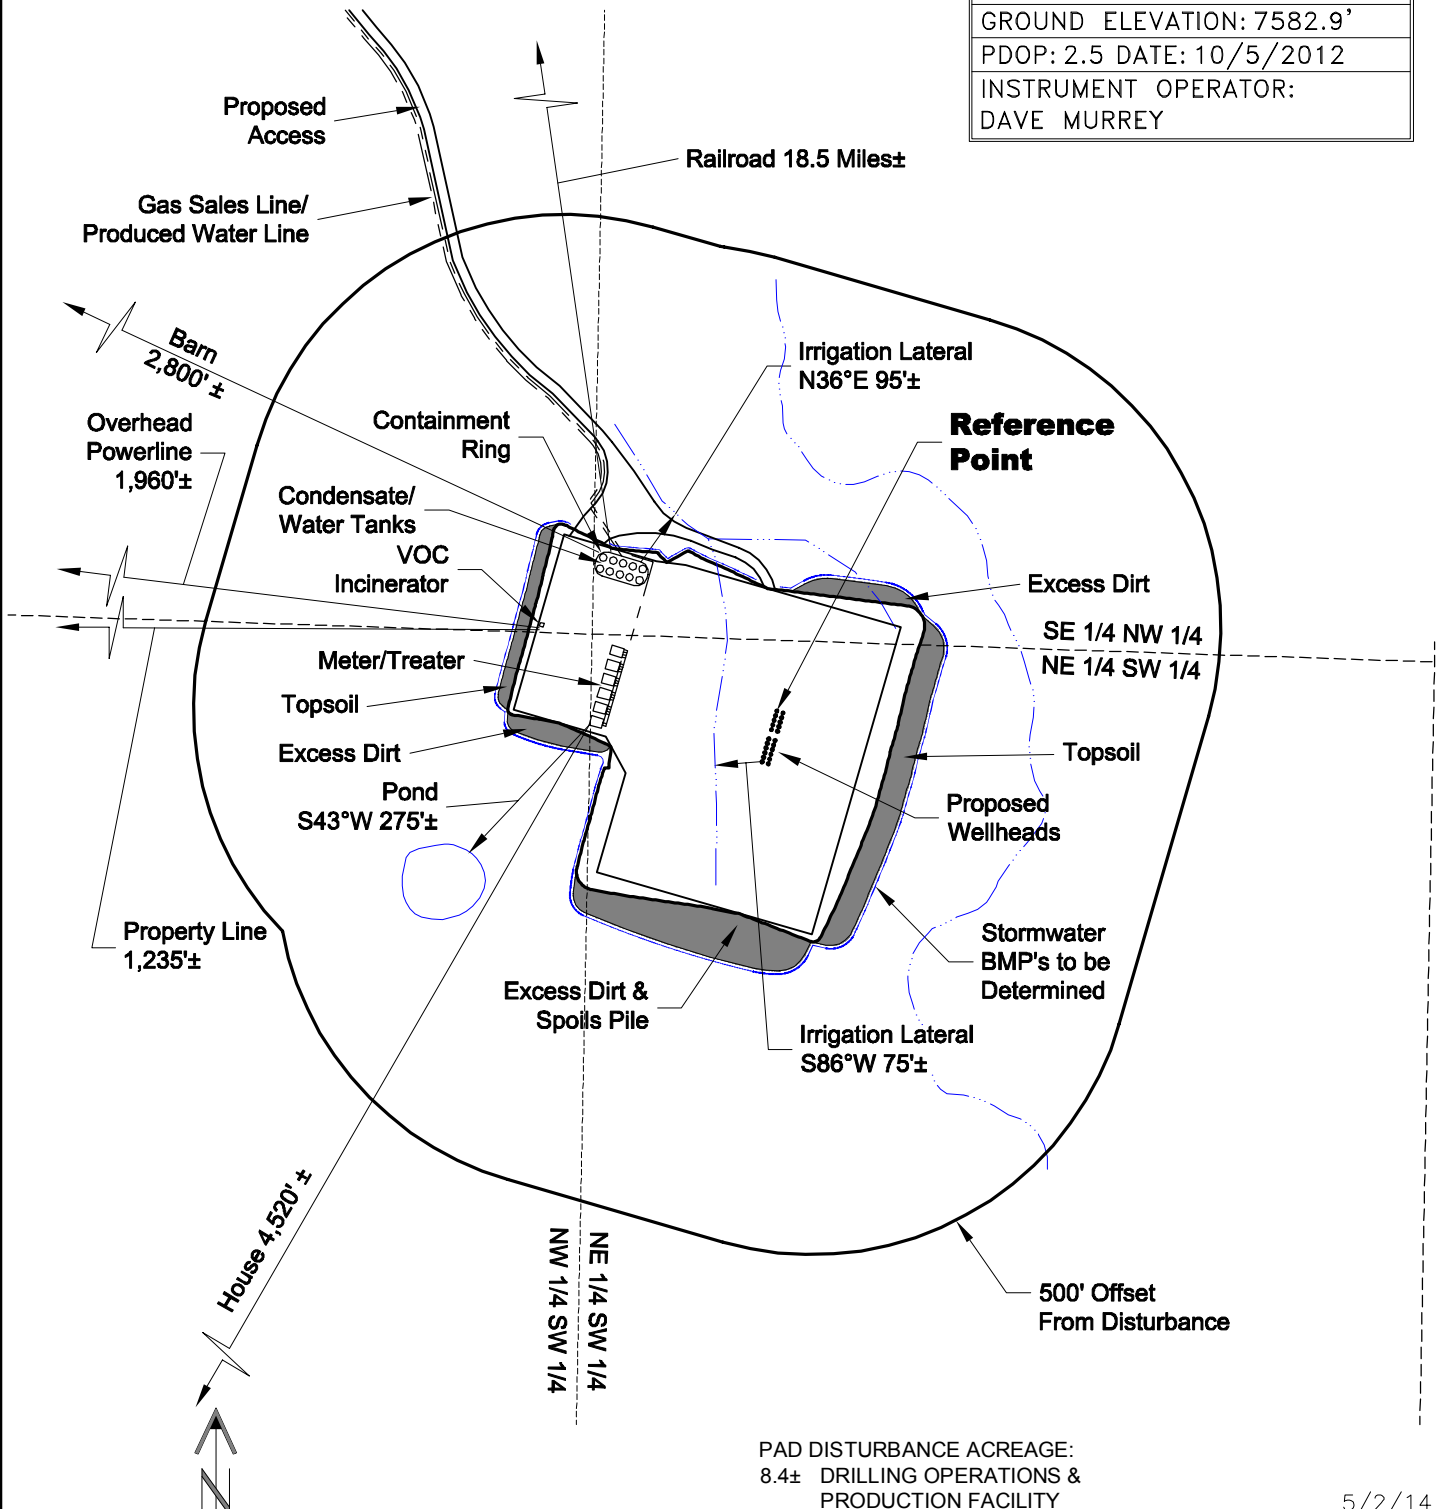 GROUND ELEVATION: 7582.9'
PDOP: 2.5 DATE: 10/5/2012
INSTRUMENT OPERATOR:
DAVE MURREY
Proposed
Access
Railroad 18.5 Miles±
Gas Sales Line/
Produced Water Line
Barn
2,800'±
Irrigation Lateral
N36°E 95'±
Overhead
Powerline
1,960'±
Containment
Ring
Reference
Point
Condensate/
Water Tanks
VOC
Incinerator
Excess Dirt
SE 1/4 NW 1/4
NE 1/4 SW 1/4
Meter/Treater
Topsoil
Excess Dirt
Topsoil
Pond
S43°W 275'±
Proposed
Wellheads
Property Line
1,235'±
Stormwater
BMP's to be
Determined
Excess Dirt &
Spoils Pile
Irrigation Lateral
S86°W 75'±
House 4,520'±
NE 1/4 SW 1/4
NW 1/4 SW 1/4
500' Offset
From Disturbance
N
PAD DISTURBANCE ACREAGE:
8.4± DRILLING OPERATIONS &
PRODUCTION FACILITY
5/2/14